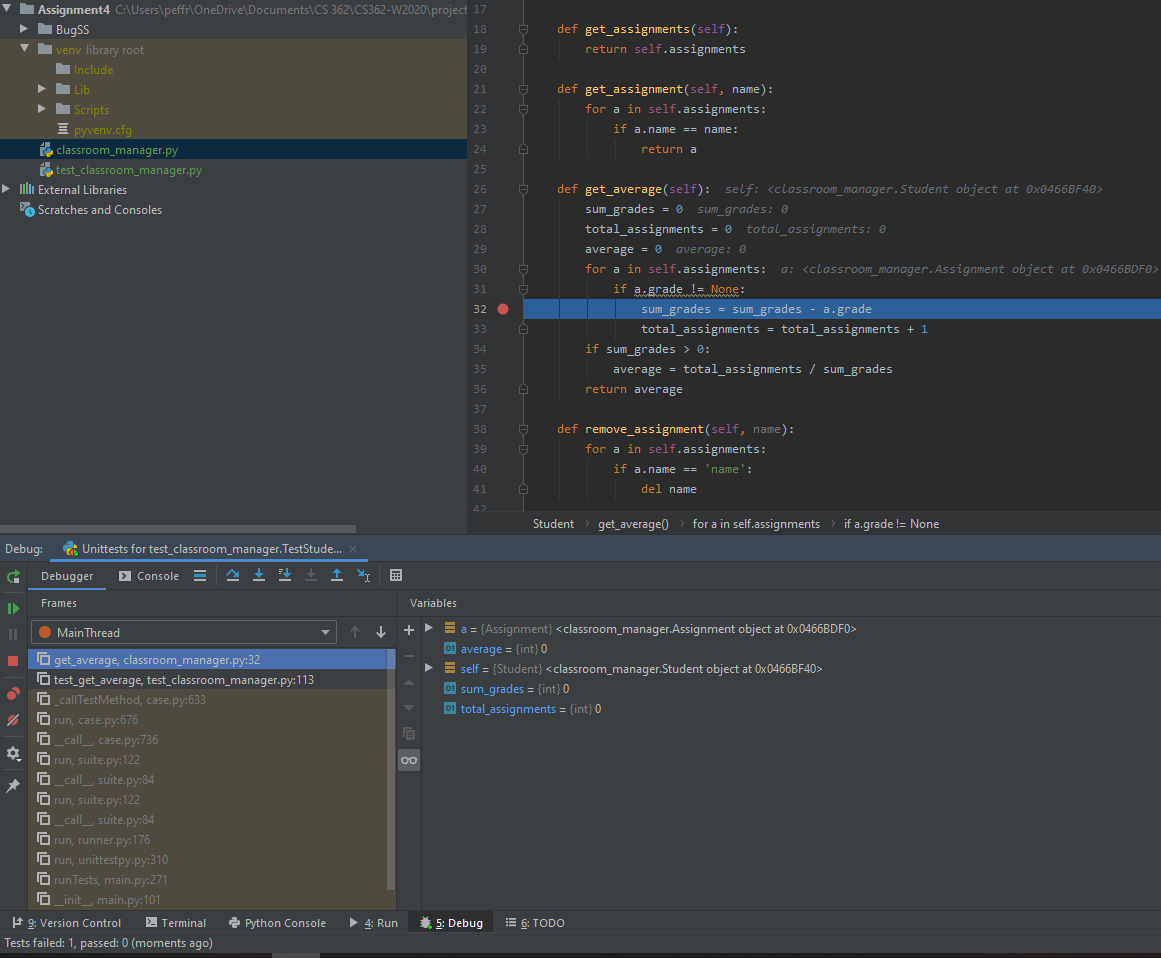 Assignment4 C:\Users\peffr\OneDrive\Documents\CS 362\CS362-W2020\project
BugSS
venv library root
Include
Lib
Scripts
pyvenv.cfg
classroom_manager.py
test_classroom_manager.py
External Libraries
Scratches and Consoles
17
18 def get_assignments(self):
19 return self.assignments
20
21 def get_assignment(self, name):
22 for a in self.assignments:
23 if a.name == name:
24 return a
25
26 def get_average(self): self: <classroom_manager.Student object at 0x0466BF40>
27 sum_grades = 0 sum_grades: 0
28 total_assignments = 0 total_assignments: 0
29 average = 0 average: 0
30 for a in self.assignments: a: <classroom_manager.Assignment object at 0x0466BDF0>
31 if a.grade != None:
32 sum_grades = sum_grades - a.grade
33 total_assignments = total_assignments + 1
34 if sum_grades > 0:
35 average = total_assignments / sum_grades
36 return average
37
38 def remove_assignment(self, name):
39 for a in self.assignments:
40 if a.name == 'name':
41 del name
42
Student › get_average() › for a in self.assignments › if a.grade != None
Debug: Unittests for test_classroom_manager.TestStude... ×
Debugger Console
Frames
MainThread
get_average, classroom_manager.py:32
test_get_average, test_classroom_manager.py:113
_callTestMethod, case.py:633
run, case.py:676
__call__, case.py:736
run, suite.py:122
__call__, suite.py:84
run, suite.py:122
__call__, suite.py:84
run, runner.py:176
run, unittestpy.py:310
runTests, main.py:271
__init__, main.py:101
Variables
a = {Assignment} <classroom_manager.Assignment object at 0x0466BDF0>
01 average = {int} 0
self = {Student} <classroom_manager.Student object at 0x0466BF40>
01 sum_grades = {int} 0
01 total_assignments = {int} 0
9: Version Control Terminal Python Console 4: Run 5: Debug 6: TODO
Tests failed: 1, passed: 0 (moments ago)